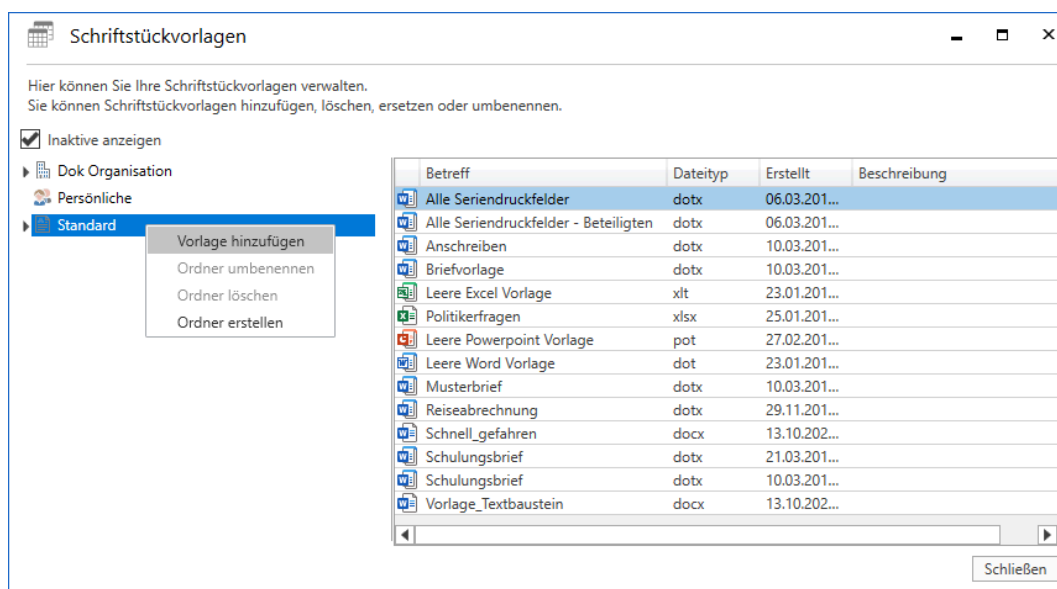 Schriftstückvorlagen
Hier können Sie Ihre Schriftstückvorlagen verwalten.
Sie können Schriftstückvorlagen hinzufügen, löschen, ersetzen oder umbenennen.
Inaktive anzeigen
Dok Organisation
Persönliche
Standard
Vorlage hinzufügen
Ordner umbenennen
Ordner löschen
Ordner erstellen
Betreff Dateityp Erstellt Beschreibung
Alle Seriendruckfelder dotx 06.03.201...
Alle Seriendruckfelder - Beteiligten dotx 06.03.201...
Anschreiben dotx 10.03.201...
Briefvorlage dotx 10.03.201...
Leere Excel Vorlage xlt 23.01.201...
Politikerfragen xlsx 25.01.201...
Leere Powerpoint Vorlage pot 27.02.201...
Leere Word Vorlage dot 23.01.201...
Musterbrief dotx 10.03.201...
Reiseabrechnung dotx 29.11.201...
Schnell_gefahren docx 13.10.202...
Schulungsbrief dotx 21.03.201...
Schulungsbrief dotx 10.03.201...
Vorlage_Textbaustein docx 13.10.202...
Schließen